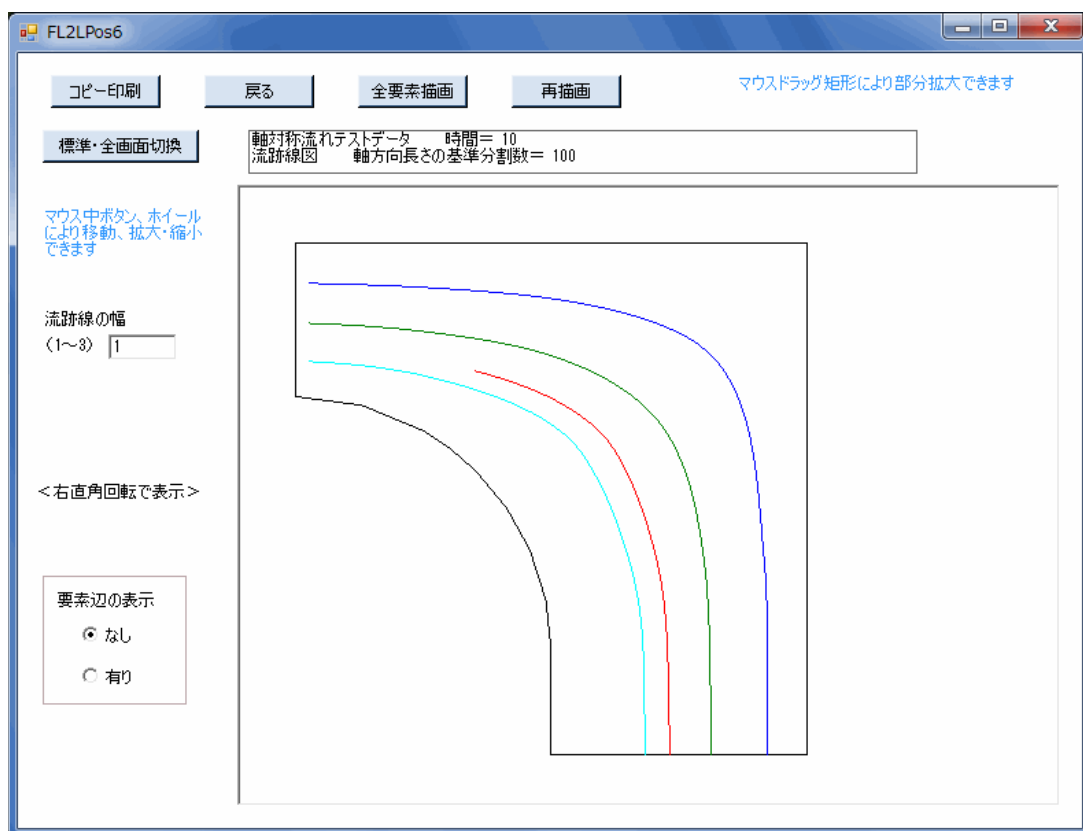 FL2LPos6
コピー印刷
戻る
全要素描画
再描画
マウスドラッグ矩形により部分拡大できます
標準・全画面切換
軸対称流れテストデータ 時間＝ 10
流跡線図 軸方向長さの基準分割数＝ 100
マウス中ボタン、ホイール
により移動、拡大・縮小
できます
流跡線の幅
（1～3） 1
＜右直角回転で表示＞
要素辺の表示
なし
有り